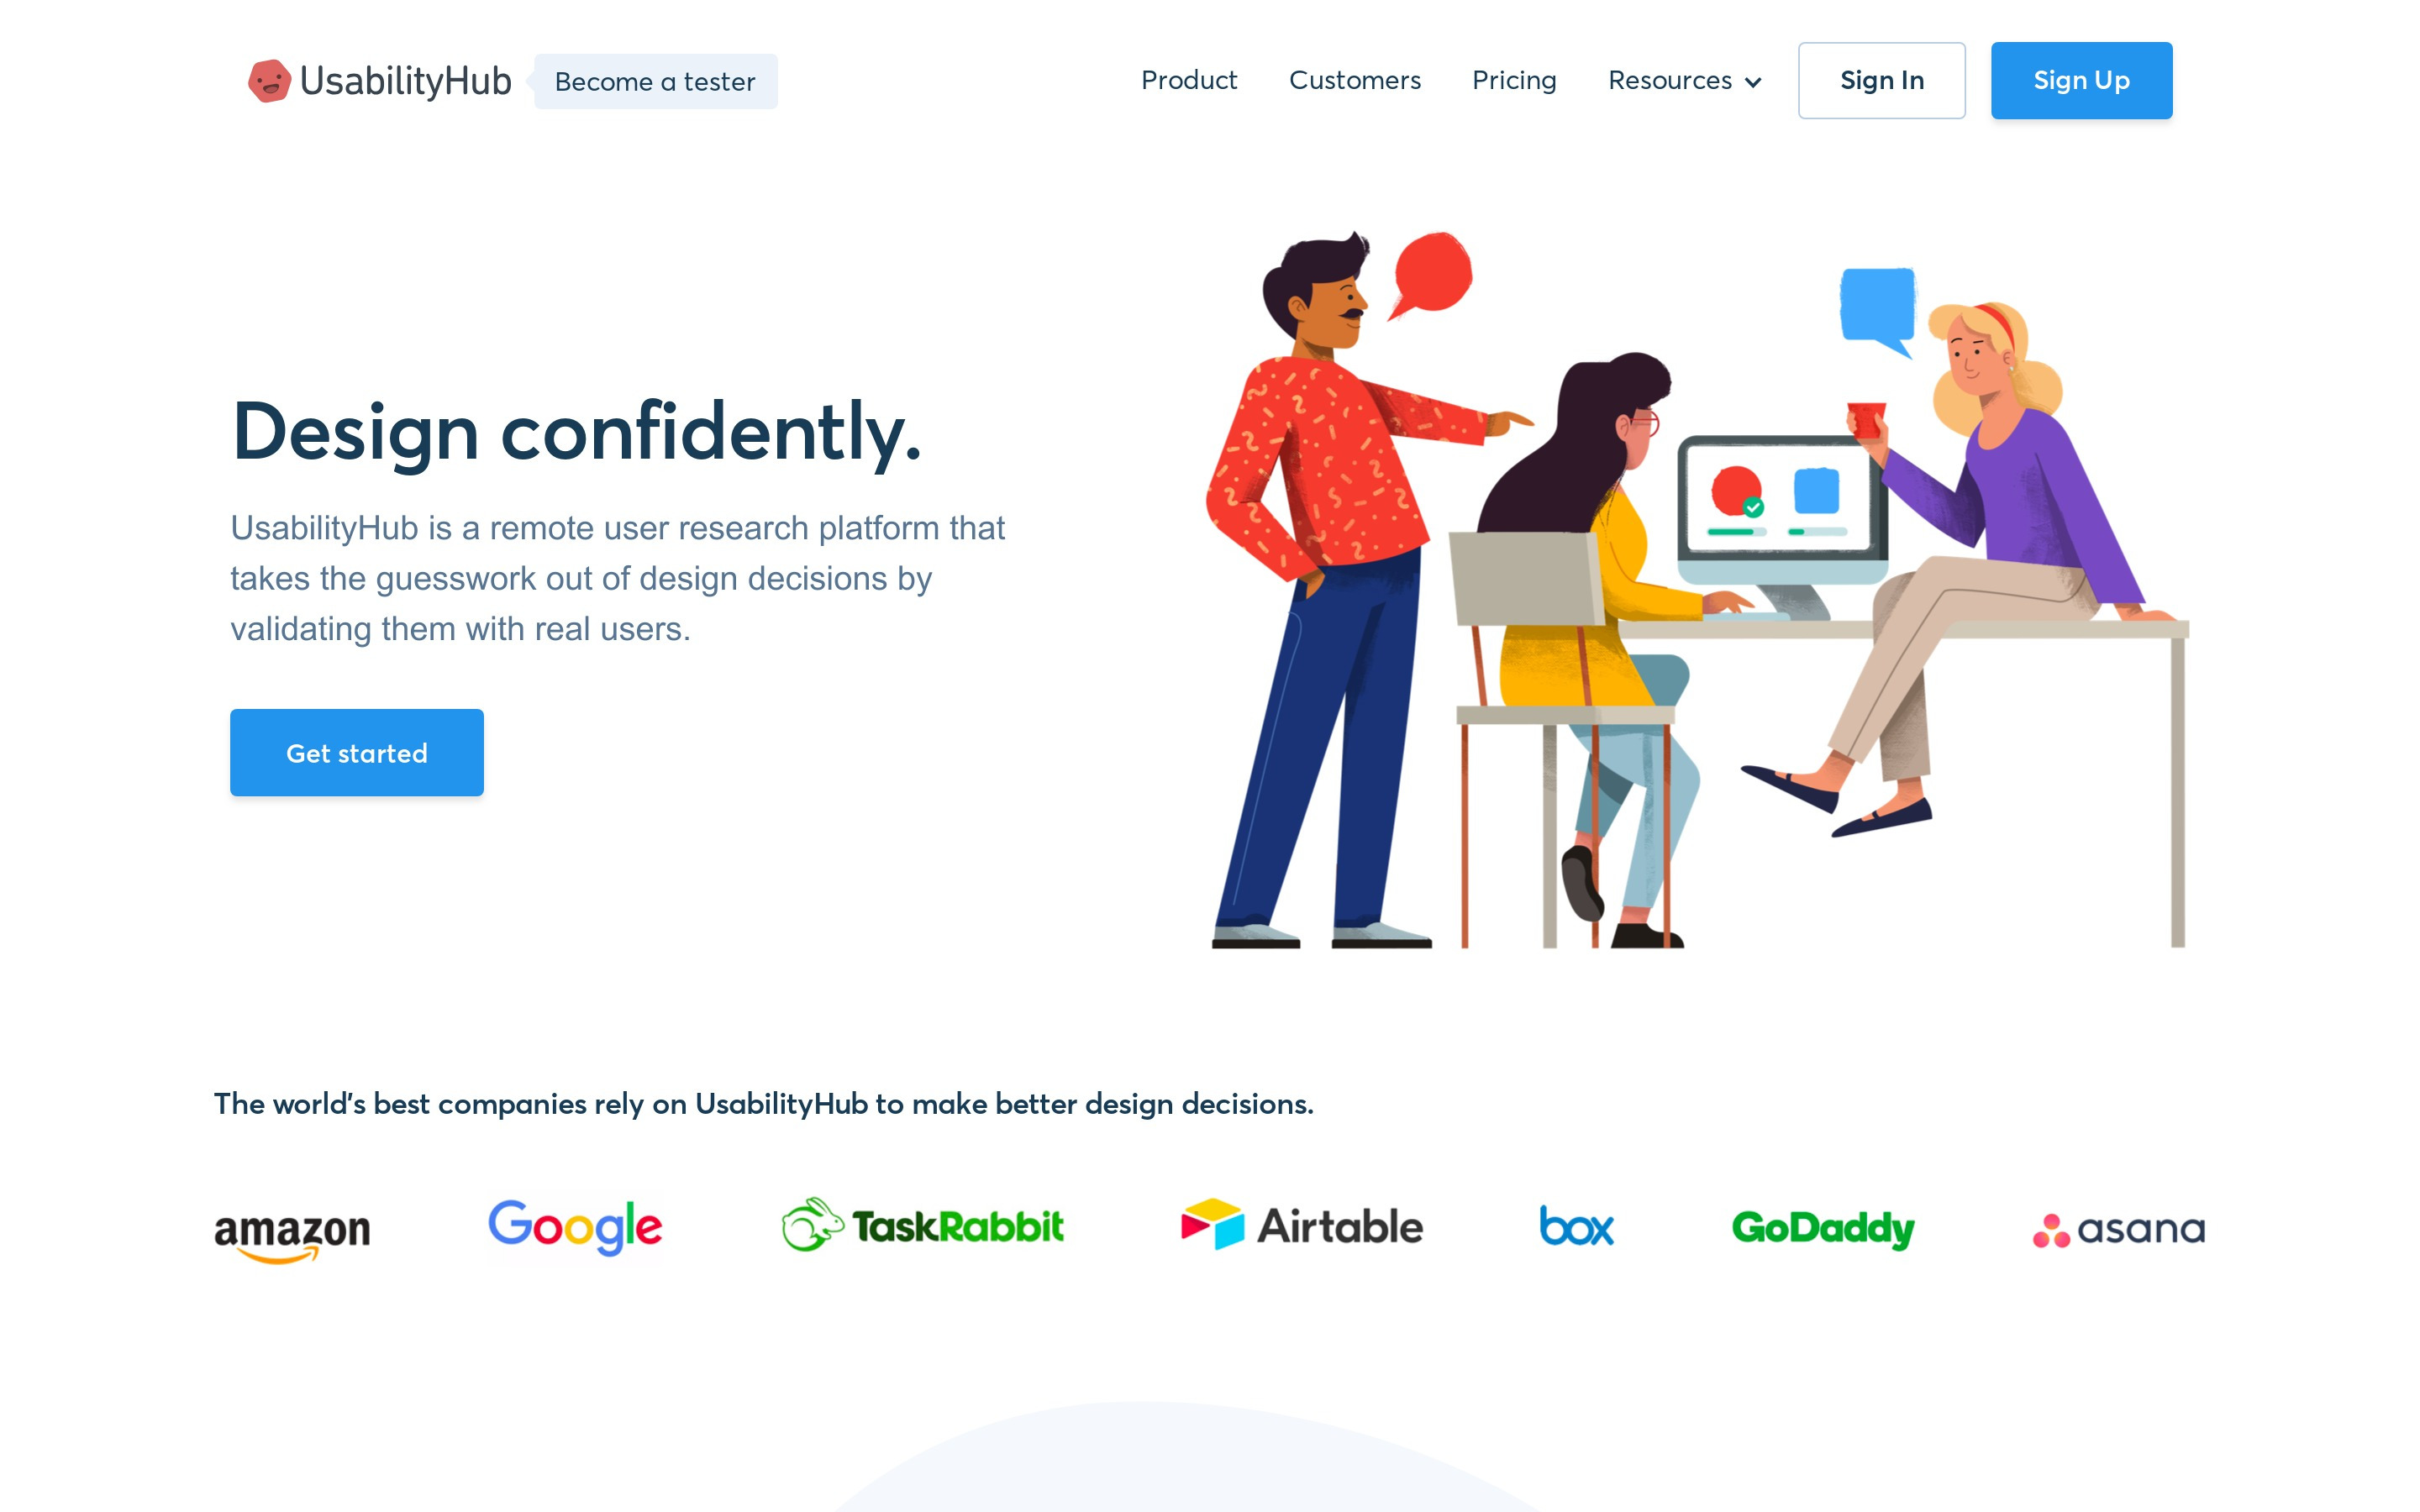 UsabilityHub
Become a tester
Product
Customers
Pricing
Resources
Sign In
Sign Up
Design confidently.
UsabilityHub is a remote user research platform that
takes the guesswork out of design decisions by
validating them with real users.
Get started
The world's best companies rely on UsabilityHub to make better design decisions.
amazon
Google
TaskRabbit
Airtable
box
GoDaddy
asana